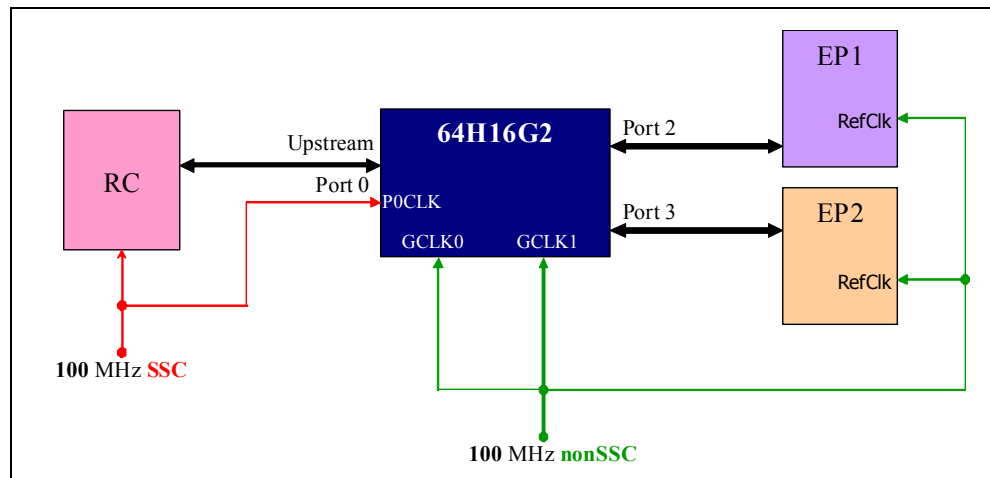 EP1
RefClk
64H16G2
Upstream
Port 0
P0CLK
GCLK0
GCLK1
RC
Port 2
Port 3
EP2
RefClk
100 MHz SSC
100 MHz nonSSC